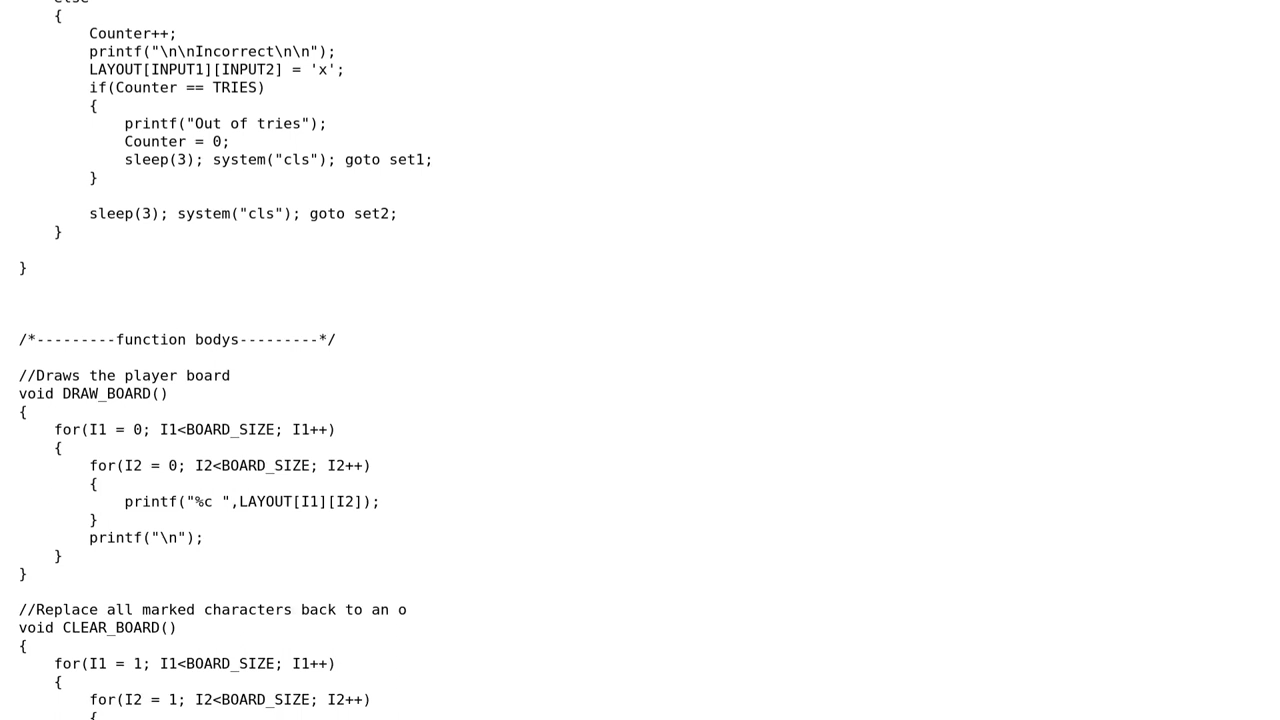 else
    {
        Counter++;
        printf("\n\nIncorrect\n\n");
        LAYOUT[INPUT1][INPUT2] = 'x';
        if(Counter == TRIES)
        {
            printf("Out of tries");
            Counter = 0;
            sleep(3); system("cls"); goto set1;
        }

        sleep(3); system("cls"); goto set2;
    }

}

/*---------function bodys---------*/

//Draws the player board
void DRAW_BOARD()
{
    for(I1 = 0; I1<BOARD_SIZE; I1++)
    {
        for(I2 = 0; I2<BOARD_SIZE; I2++)
        {
            printf("%c ",LAYOUT[I1][I2]);
        }
        printf("\n");
    }
}

//Replace all marked characters back to an o
void CLEAR_BOARD()
{
    for(I1 = 1; I1<BOARD_SIZE; I1++)
    {
        for(I2 = 1; I2<BOARD_SIZE; I2++)
        {